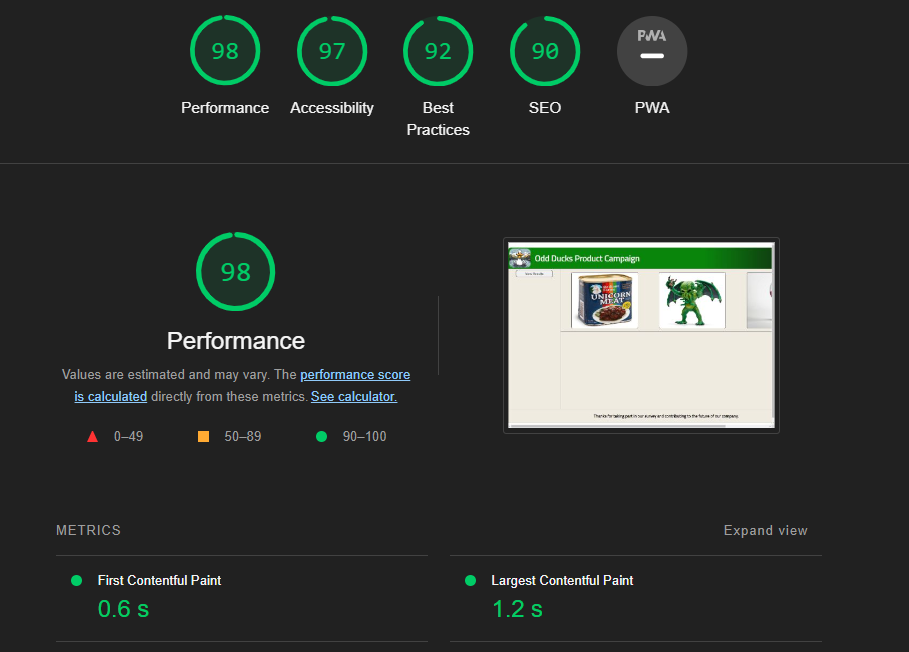 98
97
92
90
PWA
Performance
Accessibility
Best
Practices
SEO
PWA
98
Performance
Values are estimated and may vary. The performance score
is calculated directly from these metrics. See calculator.
0–49
50–89
90–100
Odd Ducks Product Campaign
UNICORN
MEAT
Thanks for taking part in our survey and contributing to the future of our company.
METRICS
Expand view
First Contentful Paint
0.6 s
Largest Contentful Paint
1.2 s